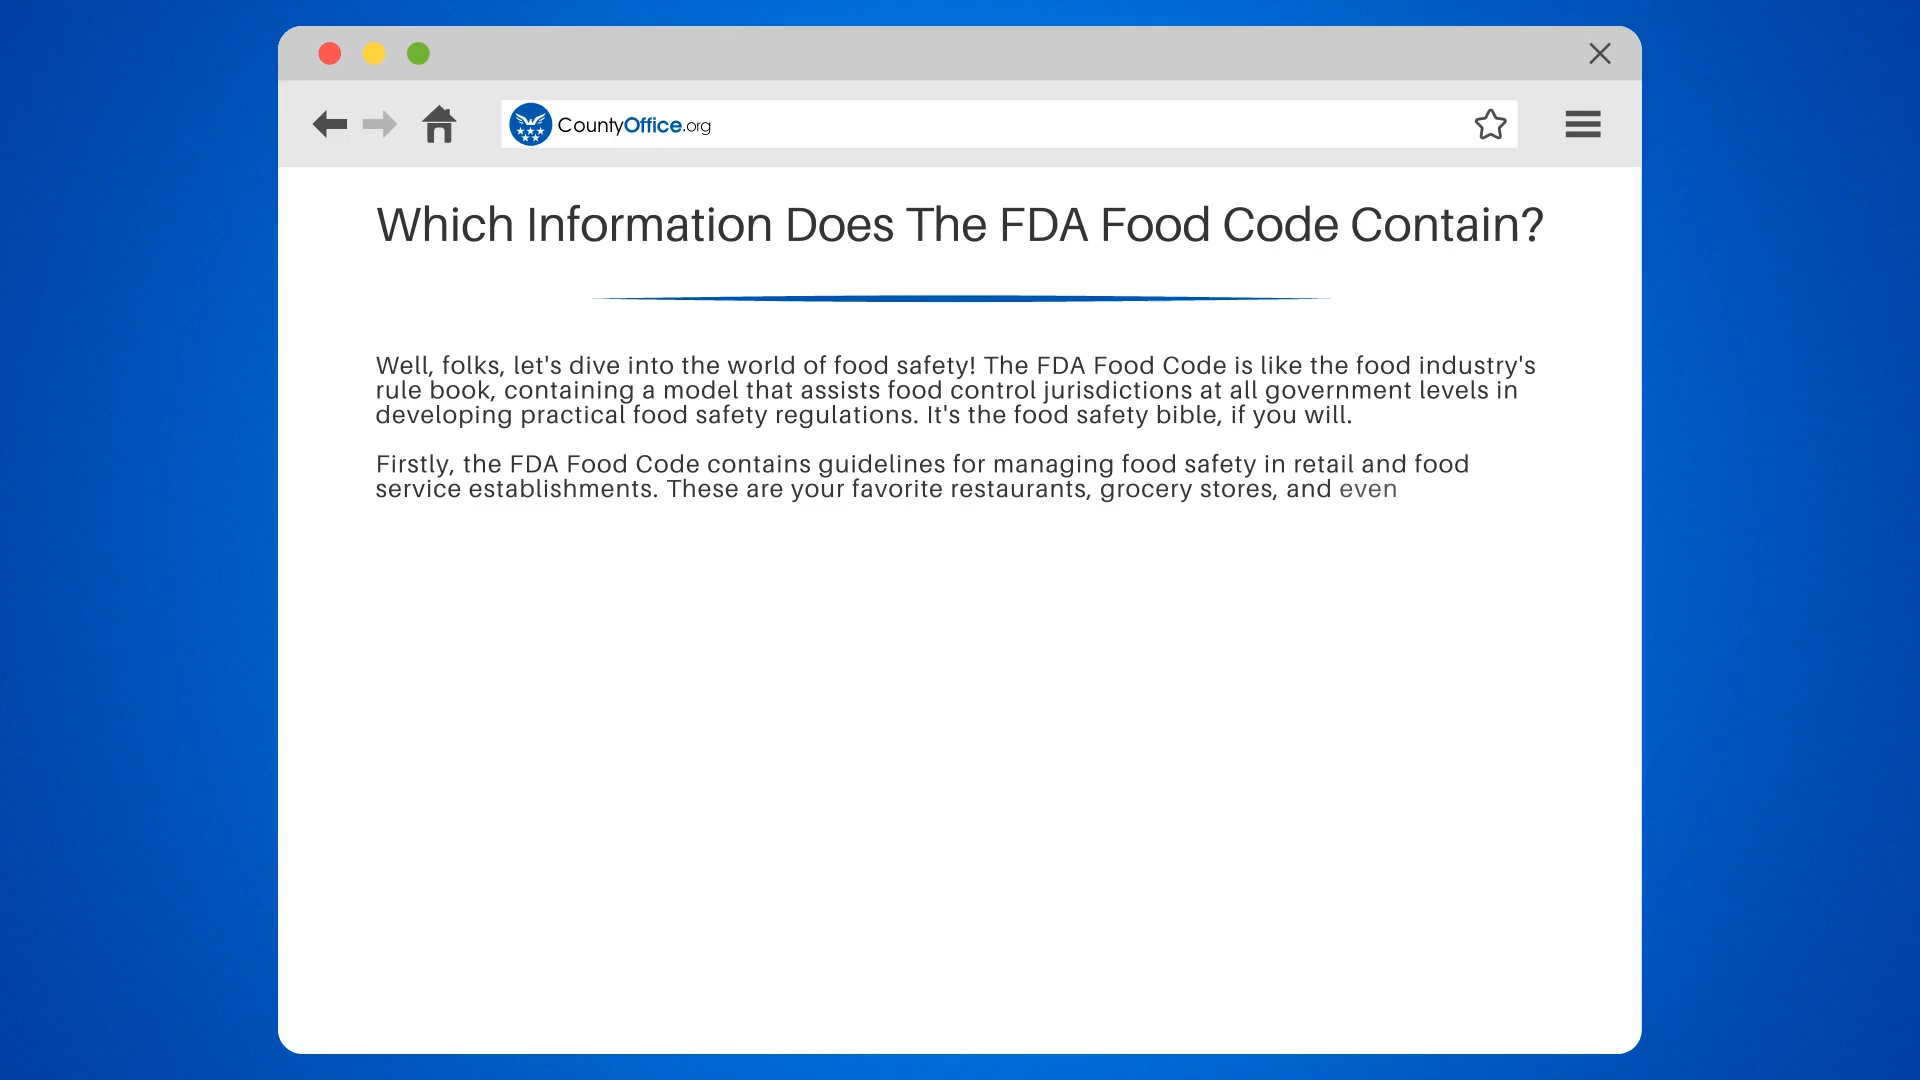 CountyOffice.org
Which Information Does The FDA Food Code Contain?
Well, folks, let's dive into the world of food safety! The FDA Food Code is like the food industry's
rule book, containing a model that assists food control jurisdictions at all government levels in
developing practical food safety regulations. It's the food safety bible, if you will.
Firstly, the FDA Food Code contains guidelines for managing food safety in retail and food
service establishments. These are your favorite restaurants, grocery stores, and even